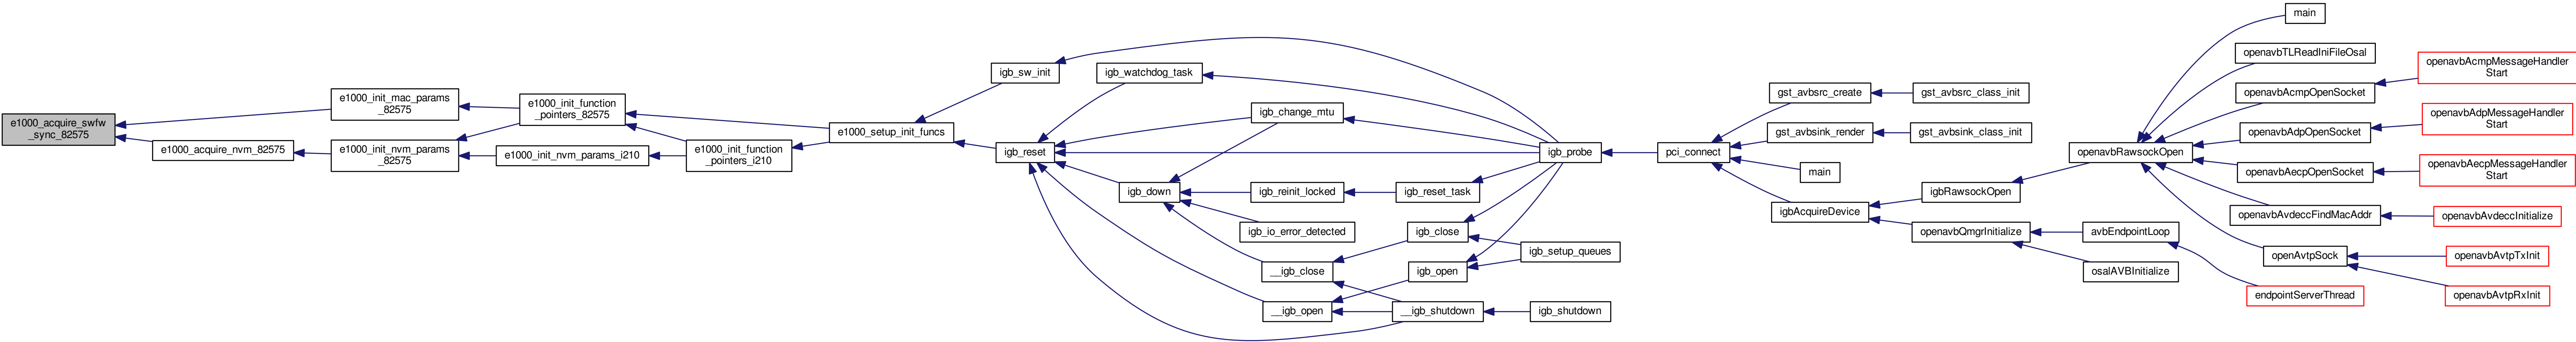 e1000_acquire_swfw
_sync_82575
e1000_init_mac_params
_82575
e1000_acquire_nvm_82575
e1000_init_nvm_params
_82575
e1000_init_function
_pointers_82575
e1000_init_nvm_params_i210
e1000_init_function
_pointers_i210
e1000_setup_init_funcs
igb_sw_init
igb_reset
igb_watchdog_task
igb_change_mtu
igb_down
igb_reinit_locked
igb_reset_task
igb_io_error_detected
__igb_close
__igb_open
igb_close
igb_open
__igb_shutdown
igb_probe
igb_setup_queues
igb_shutdown
pci_connect
gst_avbsrc_create
gst_avbsrc_class_init
gst_avbsink_render
gst_avbsink_class_init
main
igbAcquireDevice
igbRawsockOpen
openavbQmgrInitialize
avbEndpointLoop
osalAVBInitialize
endpointServerThread
openavbRawsockOpen
main
openavbTLReadIniFileOsal
openavbAcmpOpenSocket
openavbAcmpMessageHandler
Start
openavbAdpOpenSocket
openavbAdpMessageHandler
Start
openavbAecpOpenSocket
openavbAecpMessageHandler
Start
openavbAvdeccFindMacAddr
openavbAvdeccInitialize
openAvtpSock
openavbAvtpTxInit
openavbAvtpRxInit